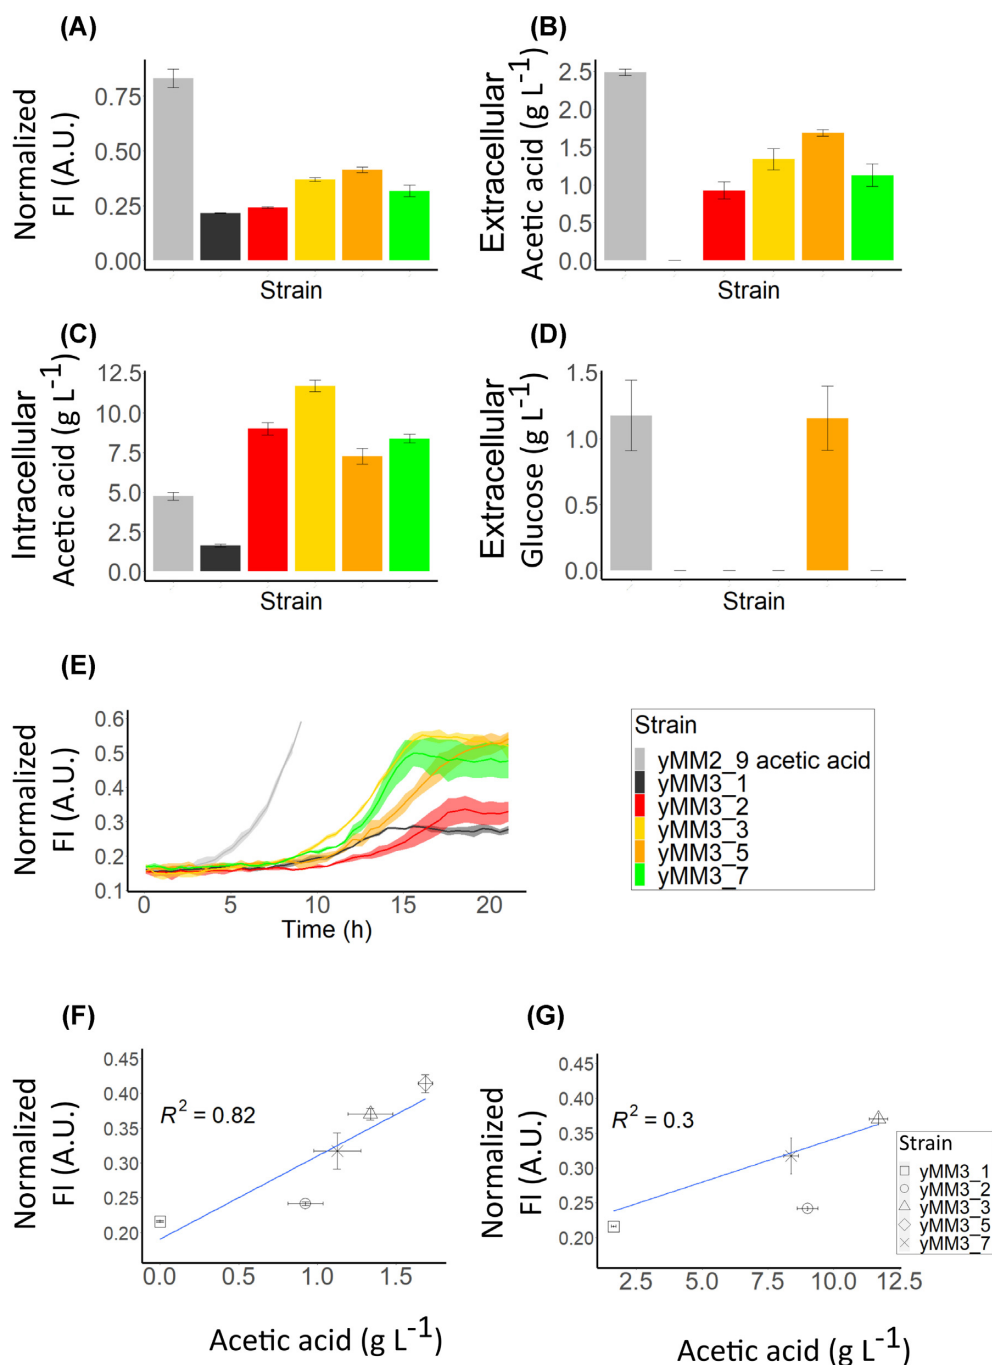 (A)
Normalized
FI (A.U.)
0.75
0.50
0.25
0.00
Strain
(B)
Extracellular
Acetic acid (g L-1)
2.5
2.0
1.5
1.0
0.5
0.0
Strain
(C)
Intracellular
Acetic acid (g L-1)
12.5
10.0
7.5
5.0
2.5
0.0
Strain
(D)
Extracellular
Glucose (g L-1)
1.5
1.0
0.5
0.0
Strain
(E)
Normalized
FI (A.U.)
0.6
0.5
0.4
0.3
0.2
0.1
0 5 10 15 20
Time (h)
Strain
yMM2_9 acetic acid
yMM3_1
yMM3_2
yMM3_3
yMM3_5
yMM3_7
(F)
Normalized
FI (A.U.)
0.45
0.40
0.35
0.30
0.25
0.20
R2 = 0.82
0.0 0.5 1.0 1.5
Acetic acid (g L-1)
(G)
Normalized
FI (A.U.)
0.45
0.40
0.35
0.30
0.25
0.20
R2 = 0.3
2.5 5.0 7.5 10.0 12.5
Acetic acid (g L-1)
Strain
yMM3_1
yMM3_2
yMM3_3
yMM3_5
yMM3_7